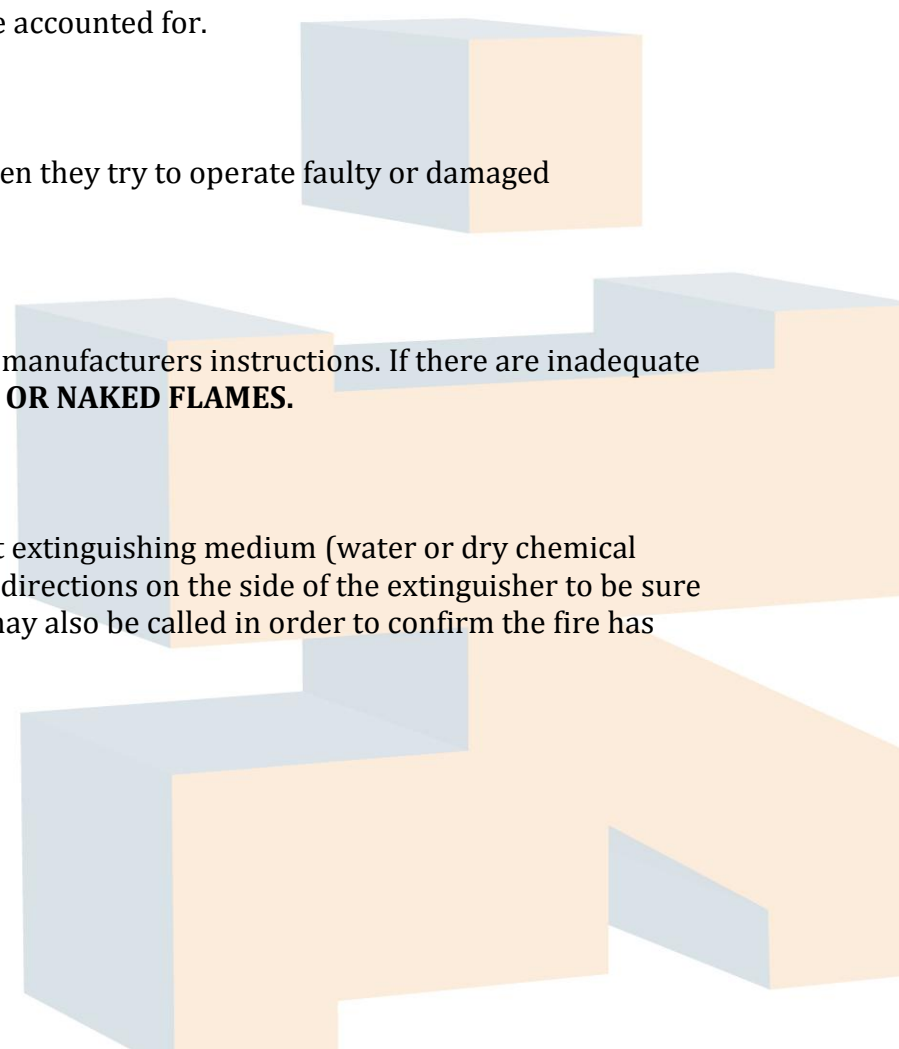 e accounted for.
en they try to operate faulty or damaged
manufacturers instructions. If there are inadequate
OR NAKED FLAMES.
t extinguishing medium (water or dry chemical
directions on the side of the extinguisher to be sure
may also be called in order to confirm the fire has